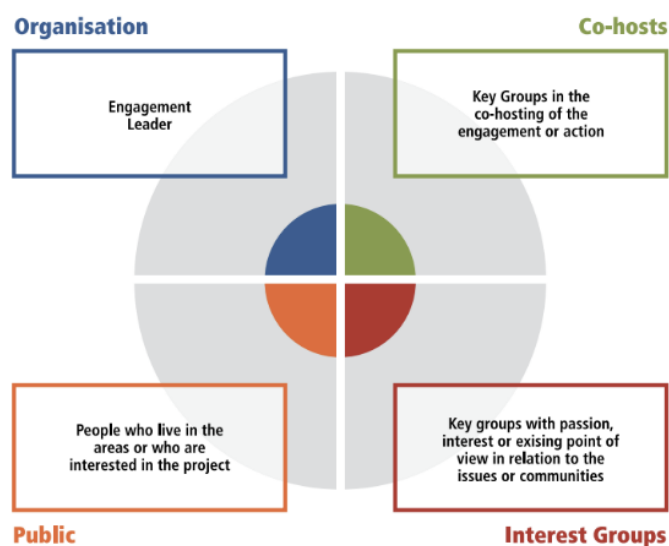 Organisation
Co-hosts
Engagement
Leader
Key Groups in the
co-hosting of the
engagement or action
People who live in the
areas or who are
interested in the project
Key groups with passion,
interest or exising point of
view in relation to the
issues or communities
Public
Interest Groups